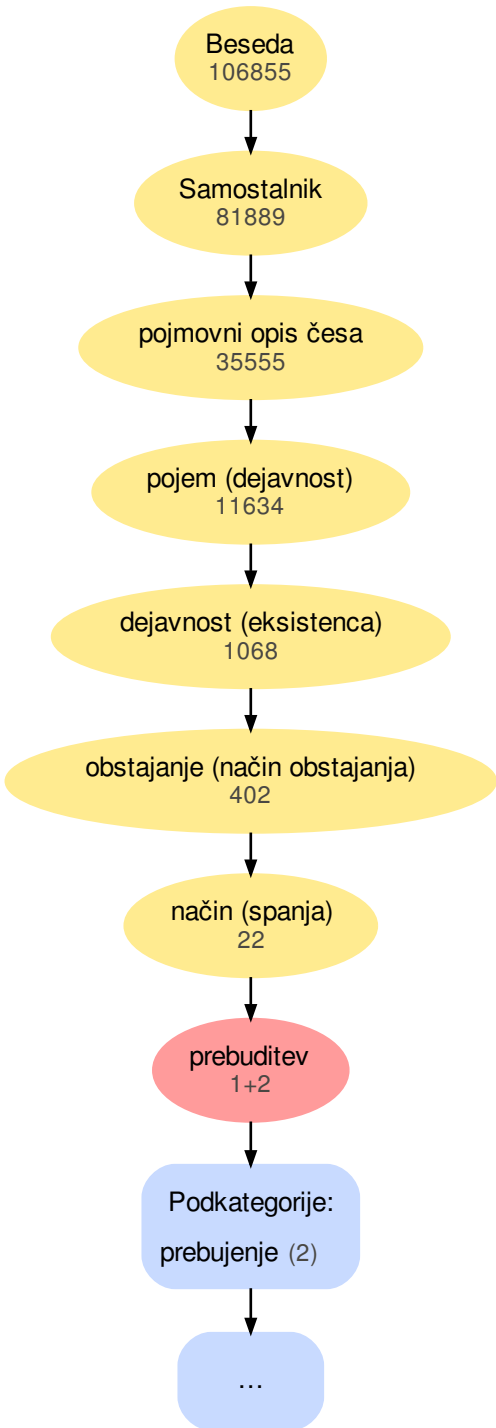 Beseda
106855
Samostalnik
81889
pojmovni opis česa
35555
pojem (dejavnost)
11634
dejavnost (eksistenca)
1068
obstajanje (način obstajanja)
402
način (spanja)
22
prebuditev
1+2
Podkategorije:
prebujenje (2)
...